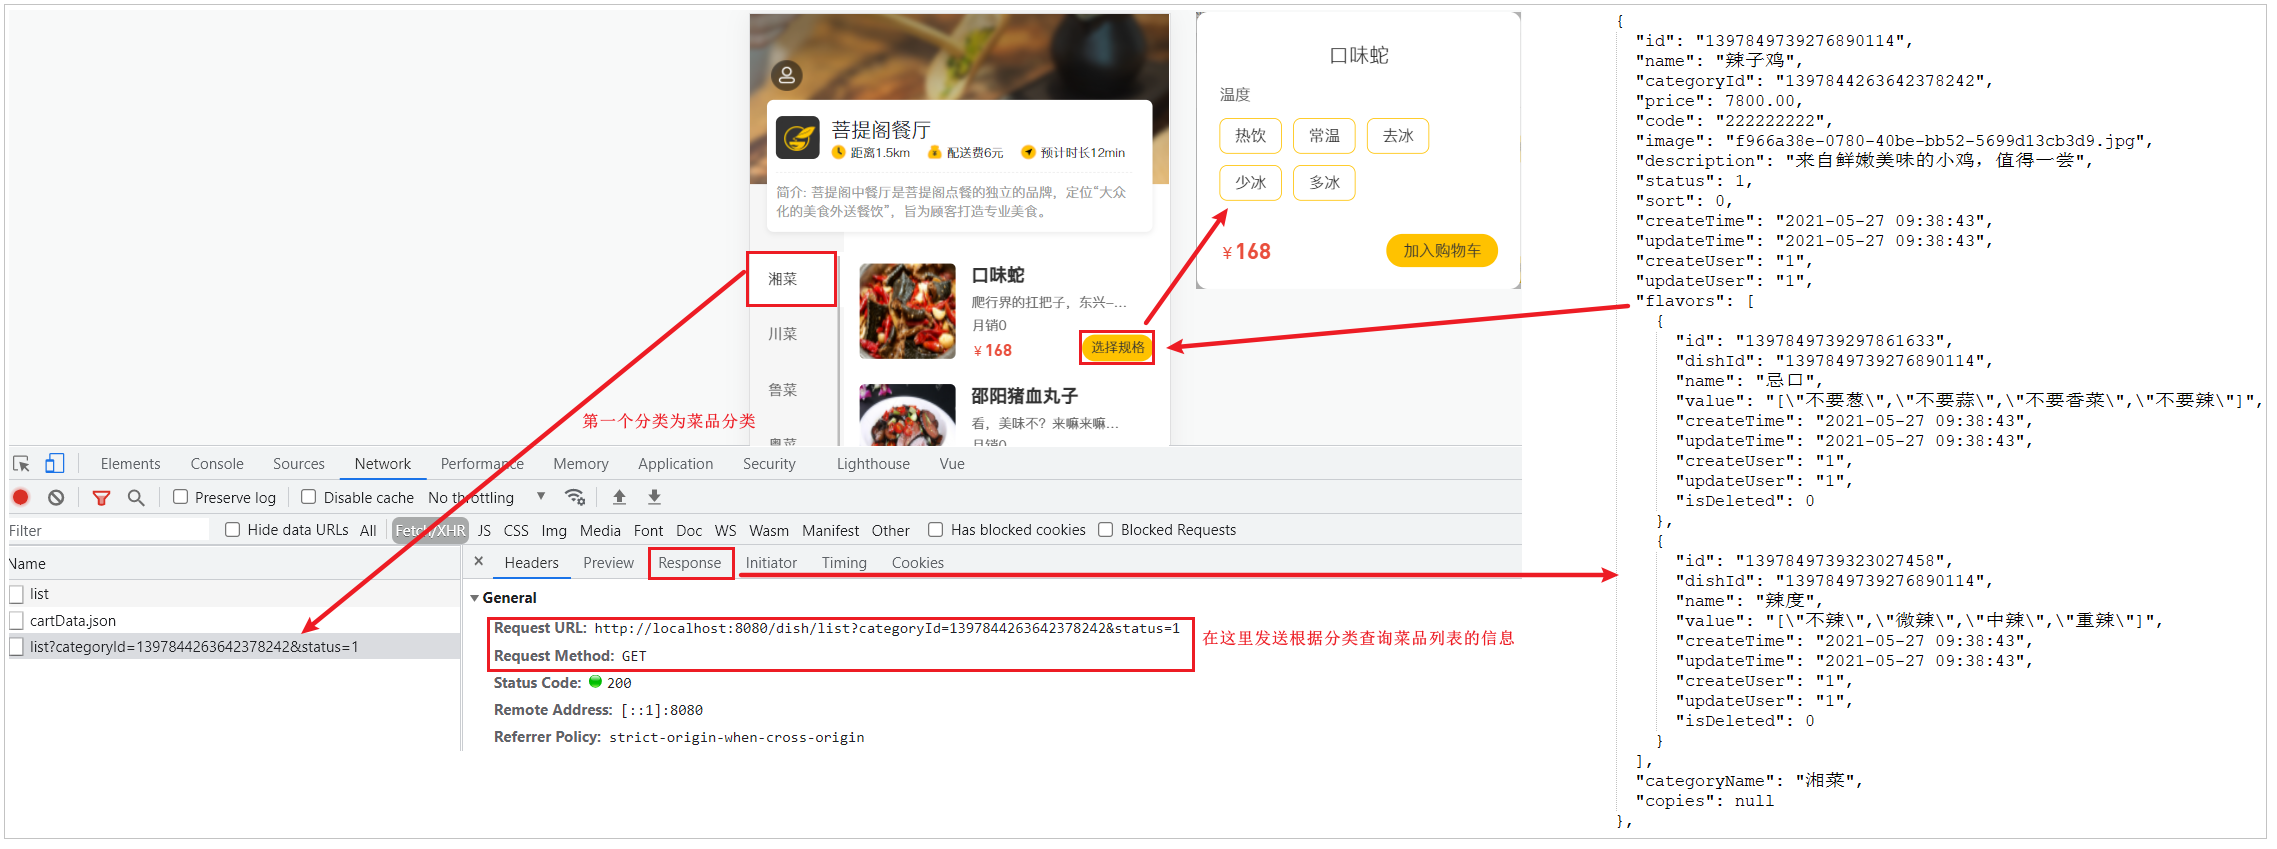 菩提阁餐厅
距离1.5km 配送费6元 预计时长12min
简介: 菩提阁中餐厅是菩提阁点餐的独立的品牌，定位“大众
化的美食外送餐饮”，旨为顾客打造专业美食。
湘菜
川菜
鲁菜
粤菜
口味蛇
爬行界的扛把子，东兴–...
月销0
￥168
选择规格
邵阳猪血丸子
看，美味不？来嘛来嘛...
月销0
第一个分类为菜品分类
口味蛇
温度
热饮 常温 去冰
少冰 多冰
￥168 加入购物车
Elements Console Sources Network Performance Memory Application Security Lighthouse Vue
Preserve log Disable cache No throttling
Filter Hide data URLs All Fetch/XHR JS CSS Img Media Font Doc WS Wasm Manifest Other Has blocked cookies Blocked Requests
Name
list
cartData.json
list?categoryId=1397844263642378242&status=1
× Headers Preview Response Initiator Timing Cookies
General
Request URL: http://localhost:8080/dish/list?categoryId=1397844263642378242&status=1
Request Method: GET
在这里发送根据分类查询菜品列表的信息
Status Code: 200
Remote Address: [::1]:8080
Referrer Policy: strict-origin-when-cross-origin
{
"id": "1397849739276890114",
"name": "辣子鸡",
"categoryId": "1397844263642378242",
"price": 7800.00,
"code": "222222222",
"image": "f966a38e-0780-40be-bb52-5699d13cb3d9.jpg",
"description": "来自鲜嫩美味的小鸡，值得一尝",
"status": 1,
"sort": 0,
"createTime": "2021-05-27 09:38:43",
"updateTime": "2021-05-27 09:38:43",
"createUser": "1",
"updateUser": "1",
"flavors": [
{
"id": "1397849739297861633",
"dishId": "1397849739276890114",
"name": "忌口",
"value": "[\"不要葱\",\"不要蒜\",\"不要香菜\",\"不要辣\"]",
"createTime": "2021-05-27 09:38:43",
"updateTime": "2021-05-27 09:38:43",
"createUser": "1",
"updateUser": "1",
"isDeleted": 0
},
{
"id": "1397849739323027458",
"dishId": "1397849739276890114",
"name": "辣度",
"value": "[\"不辣\",\"微辣\",\"中辣\",\"重辣\"]",
"createTime": "2021-05-27 09:38:43",
"updateTime": "2021-05-27 09:38:43",
"createUser": "1",
"updateUser": "1",
"isDeleted": 0
}
],
"categoryName": "湘菜",
"copies": null
},